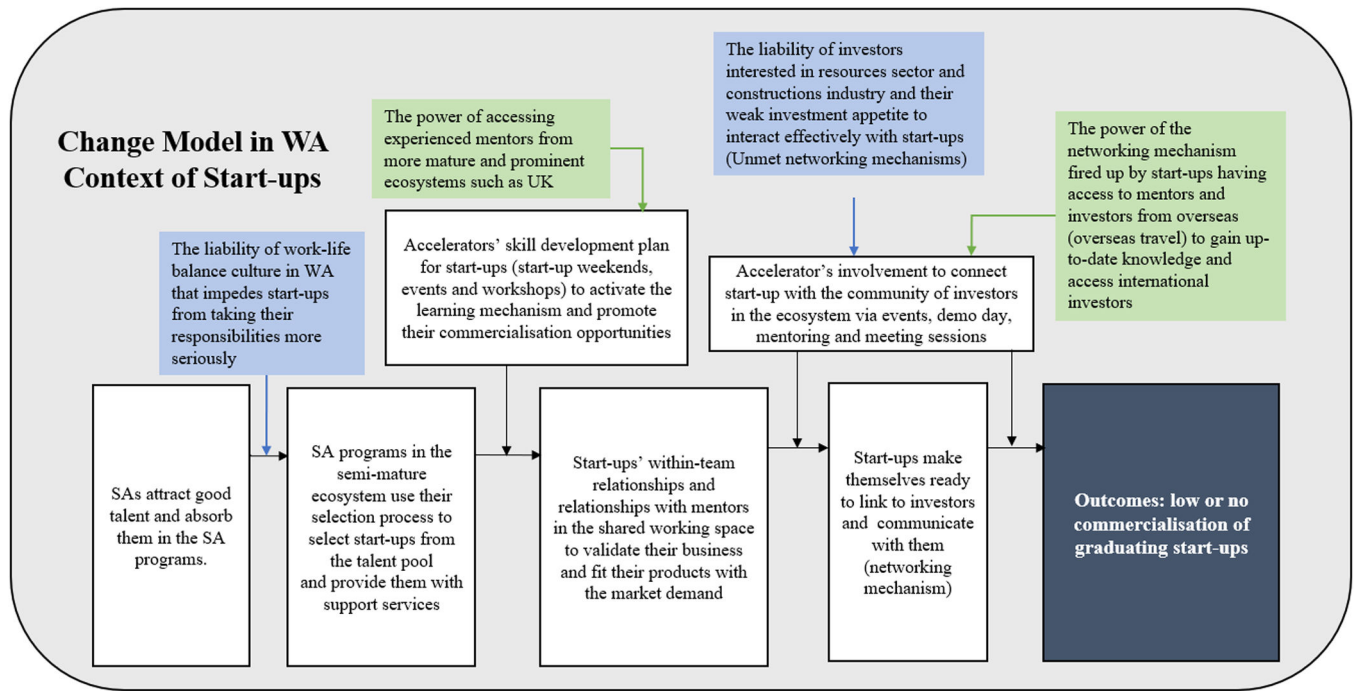 Change Model in WA
Context of Start-ups
The power of accessing
experienced mentors from
more mature and prominent
ecosystems such as UK
The liability of investors
interested in resources sector and
constructions industry and their
weak investment appetite to
interact effectively with start-ups
(Unmet networking mechanisms)
The power of the
networking mechanism
fired up by start-ups having
access to mentors and
investors from overseas
(overseas travel) to gain up-
to-date knowledge and
access international
investors
The liability of work-life
balance culture in WA
that impedes start-ups
from taking their
responsibilities more
seriously
Accelerators’ skill development plan
for start-ups (start-up weekends,
events and workshops) to activate the
learning mechanism and promote
their commercialisation opportunities
Accelerator’s involvement to connect
start-up with the community of investors
in the ecosystem via events, demo day,
mentoring and meeting sessions
SAs attract good
talent and absorb
them in the SA
programs.
SA programs in the
semi-mature
ecosystem use their
selection process to
select start-ups from
the talent pool
and provide them with
support services
Start-ups’ within-team
relationships and
relationships with mentors
in the shared working space
to validate their business
and fit their products with
the market demand
Start-ups make
themselves ready
to link to investors
and communicate
with them
(networking
mechanism)
Outcomes: low or no
commercialisation of
graduating start-ups